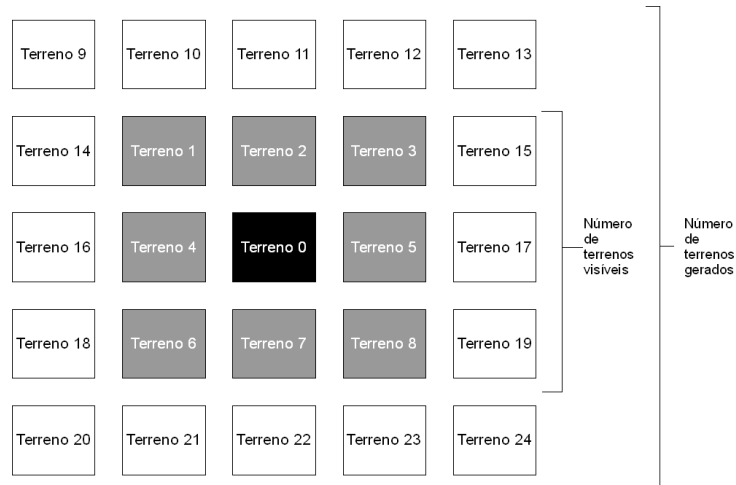 Terreno 9 Terreno 10 Terreno 11 Terreno 12 Terreno 13
Terreno 14 Terreno 1 Terreno 2 Terreno 3 Terreno 15
Terreno 16 Terreno 4 Terreno 0 Terreno 5 Terreno 17
Terreno 18 Terreno 6 Terreno 7 Terreno 8 Terreno 19
Terreno 20 Terreno 21 Terreno 22 Terreno 23 Terreno 24
Número
de
terrenos
visíveis
Número
de
terrenos
gerados